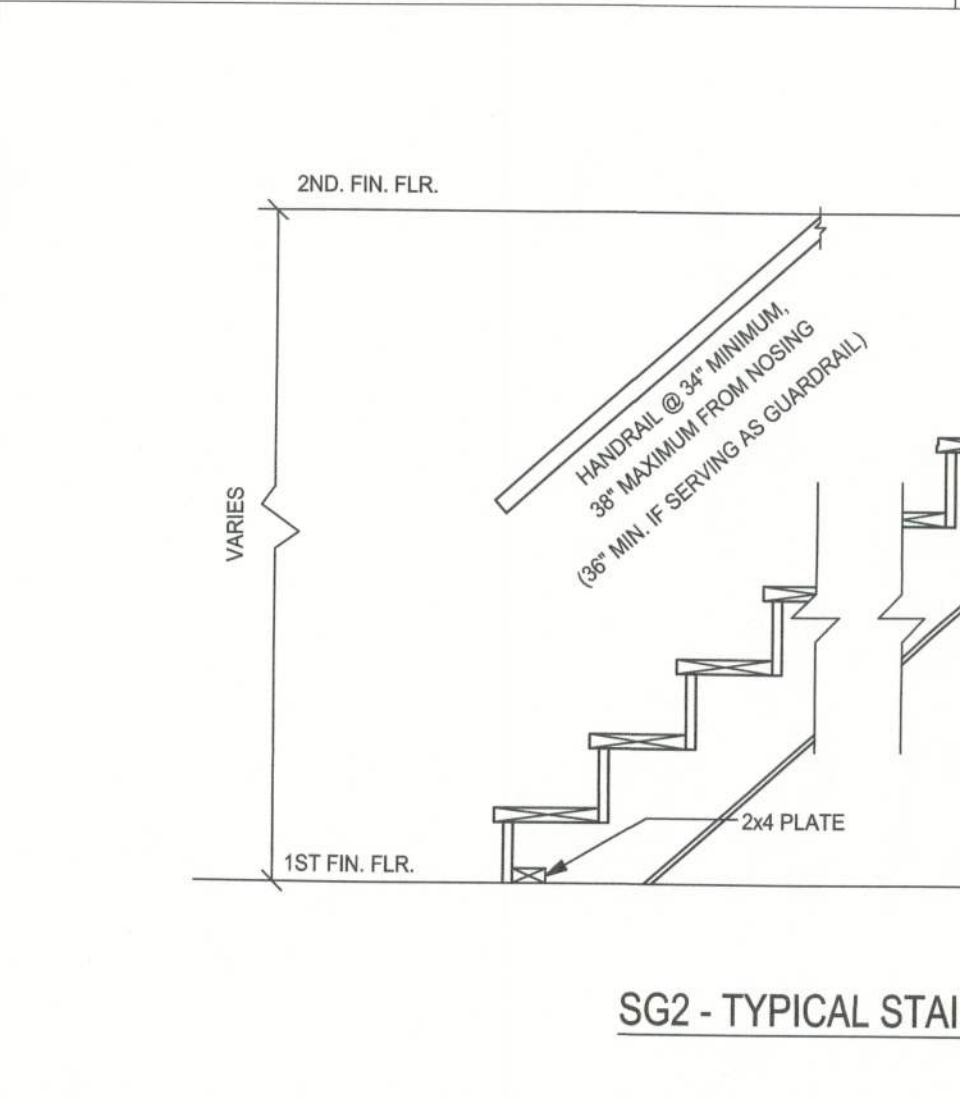 2ND. FIN. FLR.
HANDRAIL @ 34" MINIMUM,
38" MAXIMUM FROM NOSING
(36" MIN. IF SERVING AS GUARDRAIL)
VARIES
2x4 PLATE
1ST FIN. FLR.
SG2 - TYPICAL STAI